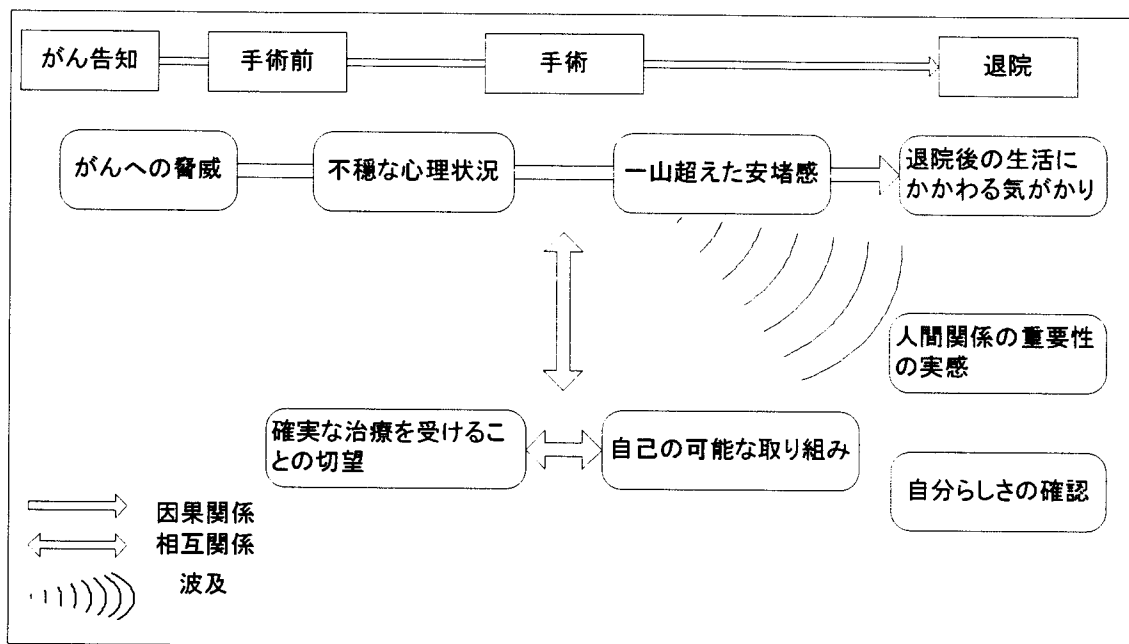 がん告知
手術前
手術
退院
がんへの脅威
不穏な心理状況
一山超えた安堵感
退院後の生活に
かかわる気がかり
人間関係の重要性
の実感
確実な治療を受けるこ
との切望
自己の可能な取り組み
自分らしさの確認
因果関係
相互関係
波及